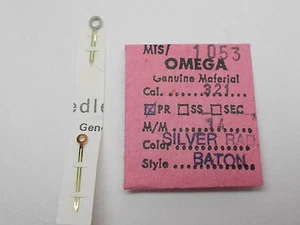 MIS/ 1053
OMEGA
Genuine Material
Cal. ...... 321
PR SS SEC
M/M ...... 14
Color SILVER
Style BATON
edle
Gen